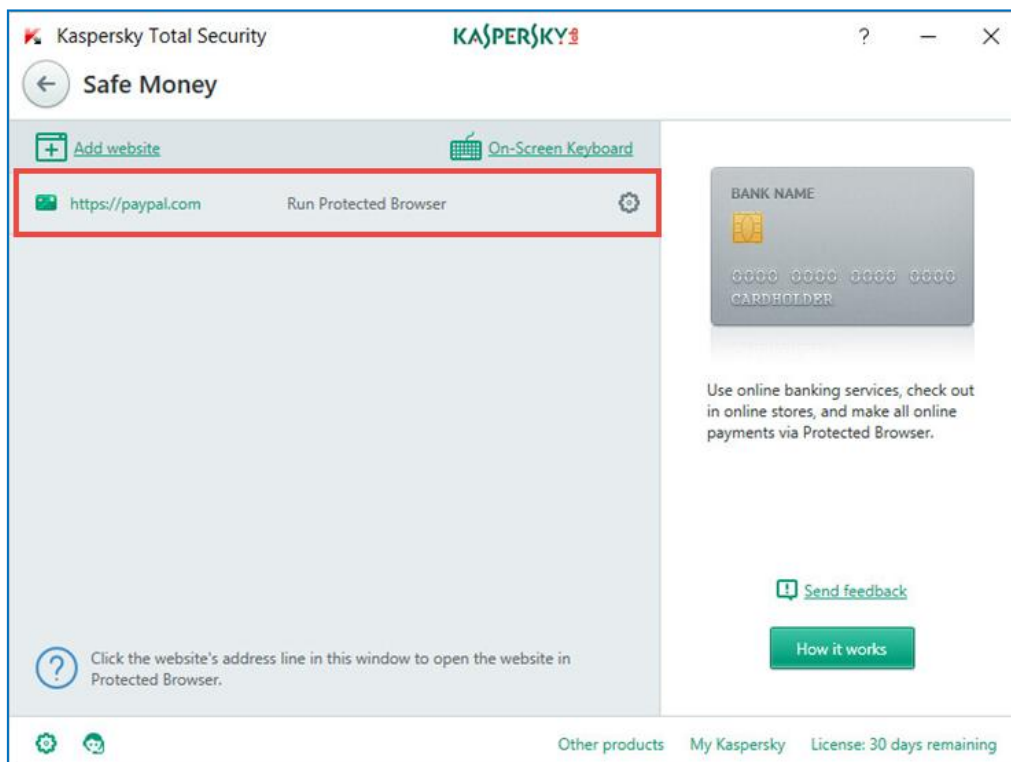 Kaspersky Total Security KASPERSKY lab ?
Safe Money
Add website On-Screen Keyboard
https://paypal.com Run Protected Browser
BANK NAME
0000 0000 0000 0000
CARDHOLDER
Use online banking services, check out
in online stores, and make all online
payments via Protected Browser.
Send feedback
How it works
Click the website's address line in this window to open the website in
Protected Browser.
Other products My Kaspersky License: 30 days remaining